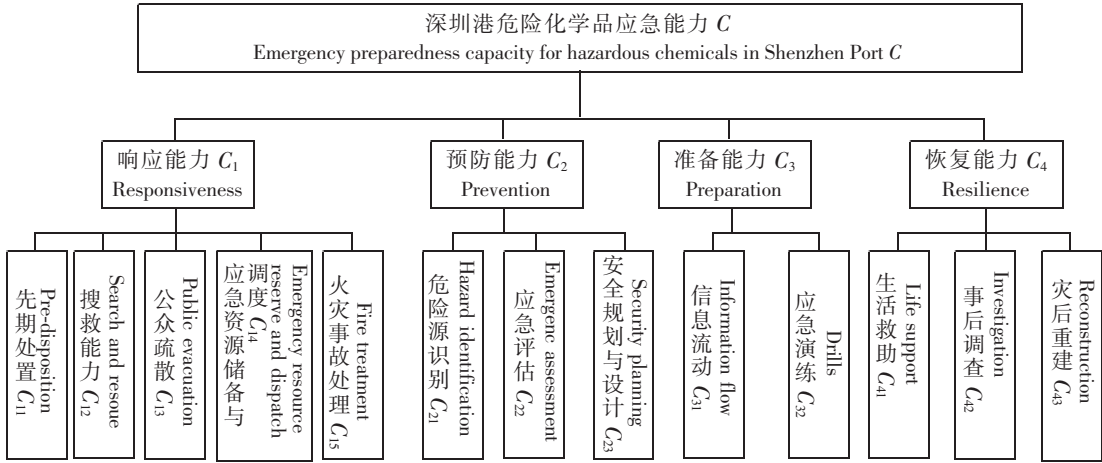 深圳港危险化学品应急能力 C
Emergency preparedness capacity for hazardous chemicals in Shenzhen Port C
响应能力 C₁
Responsiveness
预防能力 C₂
Prevention
准备能力 C₃
Preparation
恢复能力 C₄
Resilience
先期处置 C₁₁
Pre-disposition
搜救能力 C₁₂
Search and resoue
公众疏散 C₁₃
Public evacuation
应急资源储备与
调度 C₁₄
Emergency resource
reserve and dispatch
火灾事故处理 C₁₅
Fire treatment
危险源识别 C₂₁
Hazard identification
应急评估 C₂₂
Emergenc assessment
安全规划与设计 C₂₃
Security planning
信息流动 C₃₁
Information flow
应急演练 C₃₂
Drills
生活救助 C₄₁
Life support
事后调查 C₄₂
Investigation
灾后重建 C₄₃
Reconstruction